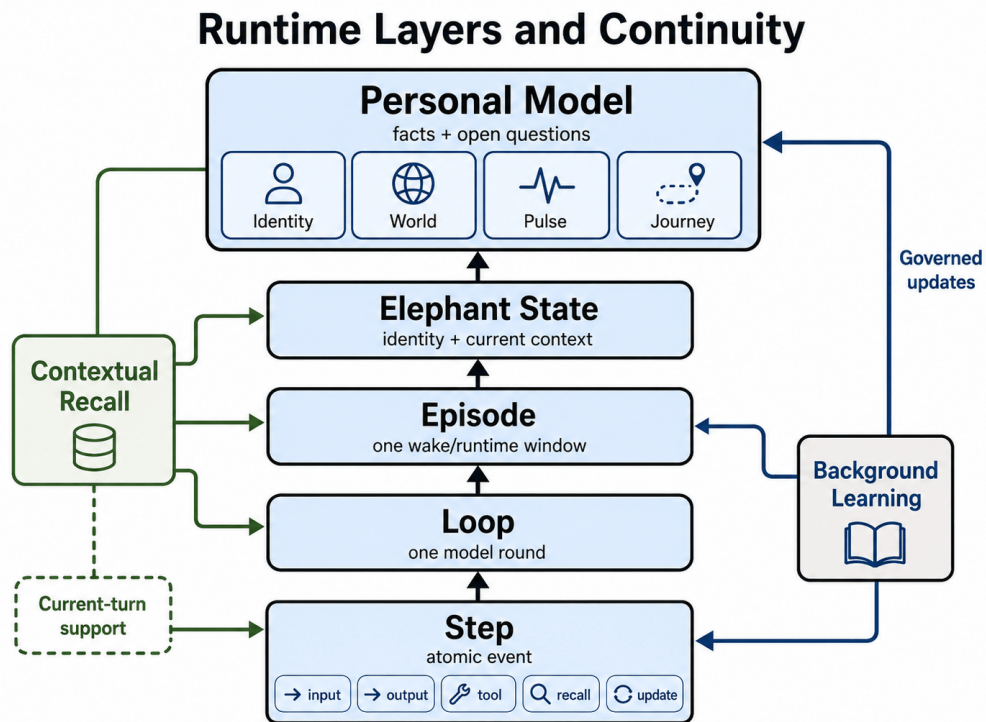 Runtime Layers and Continuity
Personal Model
facts + open questions
Identity
World
Pulse
Journey
Governed
updates
Elephant State
identity + current context
Contextual
Recall
Episode
one wake/runtime window
Background
Learning
Loop
one model round
Current-turn
support
Step
atomic event
input
output
tool
recall
update